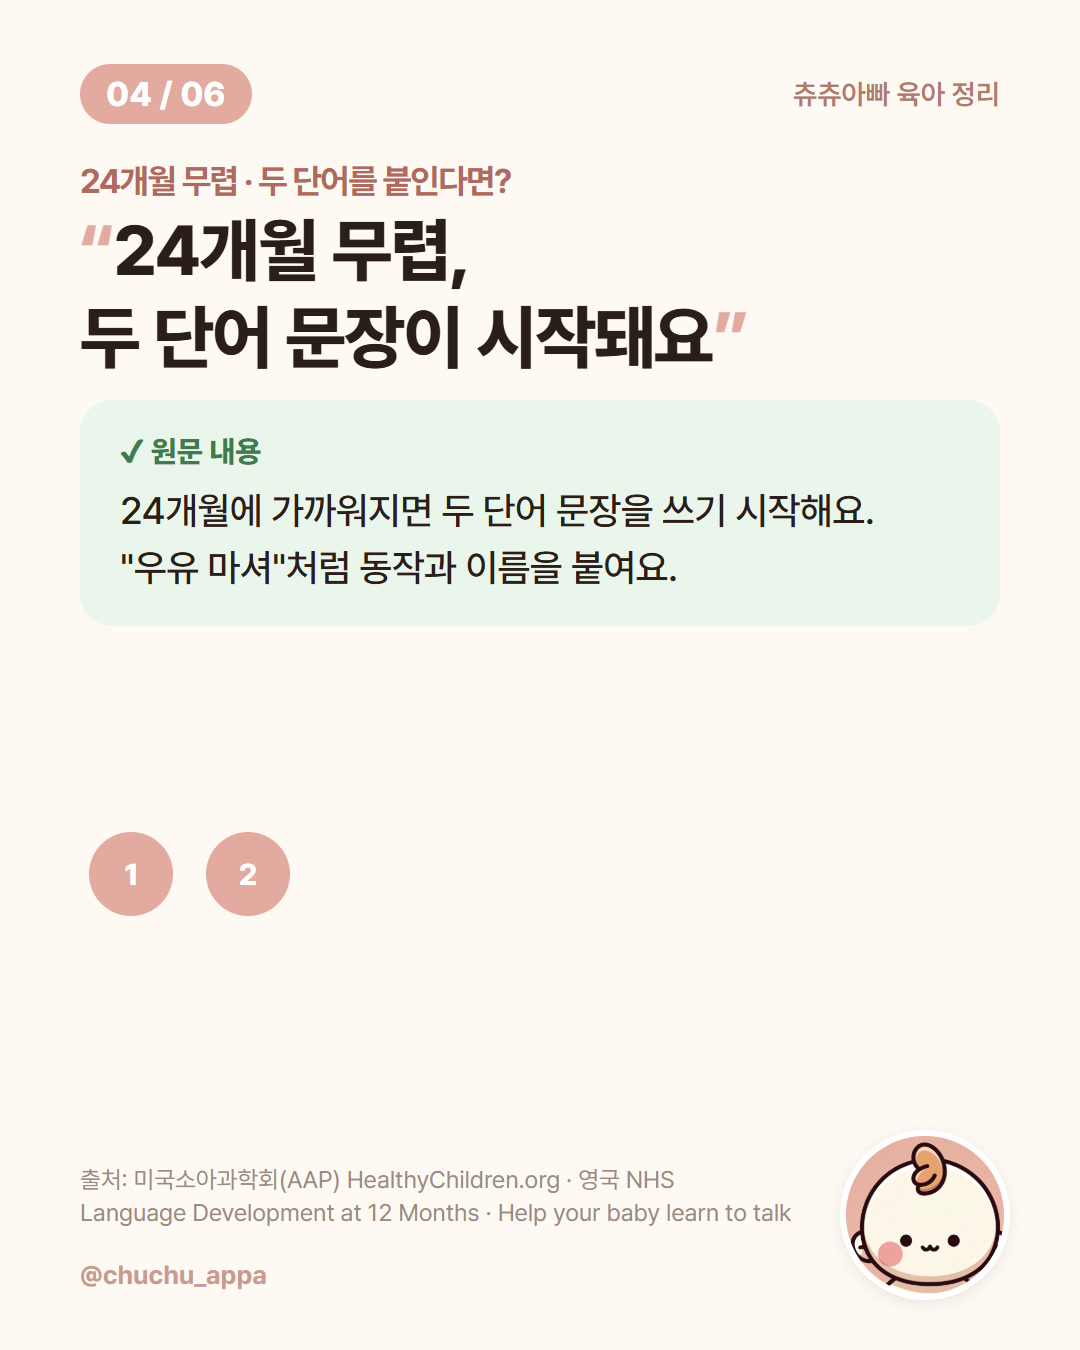 04 / 06
츄츄아빠 육아 정리
24개월 무렵 · 두 단어를 붙인다면?
“24개월 무렵,
두 단어 문장이 시작돼요”
✓ 원문 내용
24개월에 가까워지면 두 단어 문장을 쓰기 시작해요.
"우유 마셔"처럼 동작과 이름을 붙여요.
1 2
출처: 미국소아과학회(AAP) HealthyChildren.org · 영국 NHS
Language Development at 12 Months · Help your baby learn to talk
@chuchu_appa